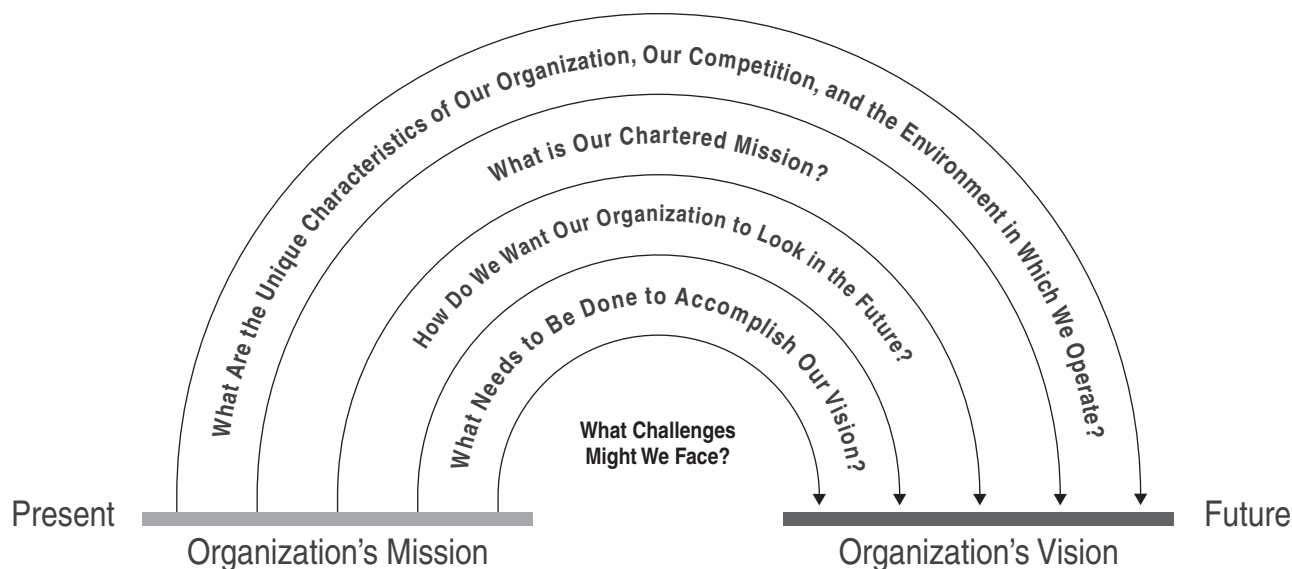 What Are the Unique Characteristics of Our Organization, Our Competition, and the Environment in Which We Operate?
What is Our Chartered Mission?
How Do We Want Our Organization to Look in the Future?
What Needs to Be Done to Accomplish Our Vision?
What Challenges
Might We Face?
Present
Future
Organization's Mission
Organization's Vision